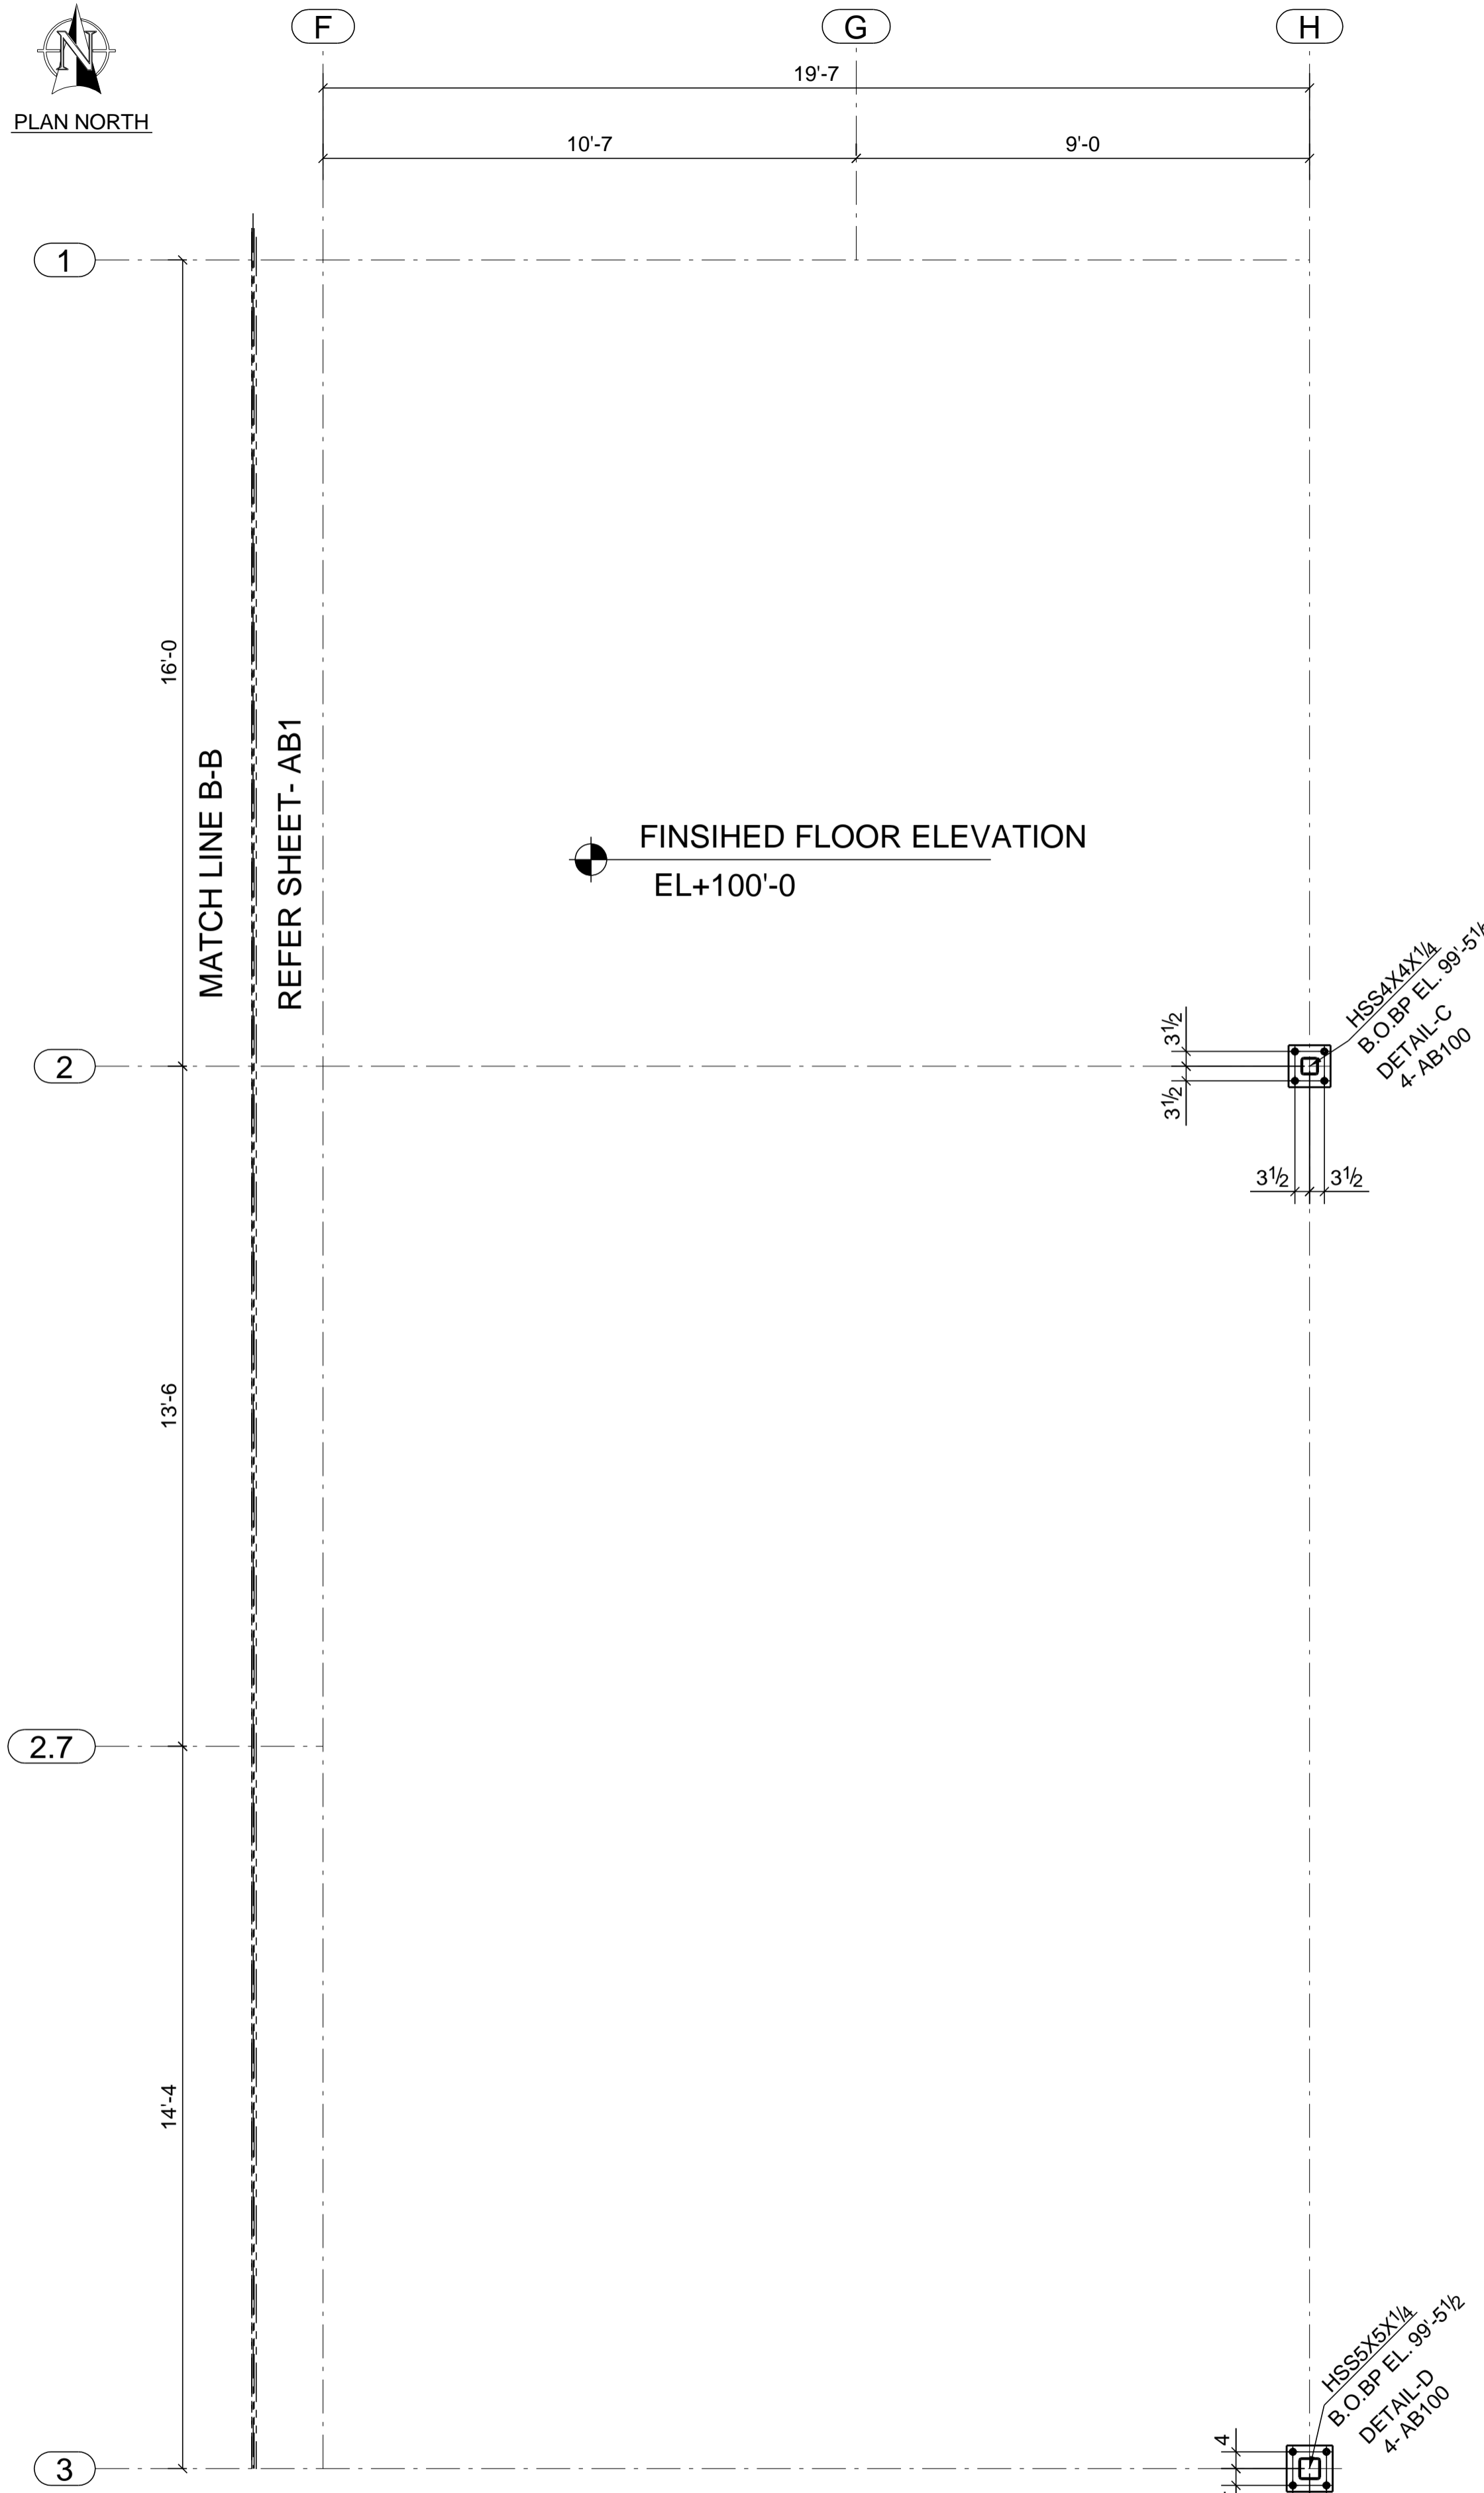 F
G
H
N
PLAN NORTH
19'-7
10'-7
9'-0
1
16'-0
MATCH LINE B-B
REFER SHEET- AB1
FINSIHED FLOOR ELEVATION
EL+100'-0
HSS4X4X1/4
B.O.BP EL. 99'-5
DETAIL-C
4- AB100
3 1/2
2
3 1/2
3 1/2
3 1/2
13'-6
2.7
14'-4
HSS5X5X1/4
B.O.BP EL. 99'-5 1/2
DETAIL-D
4- AB100
4
3